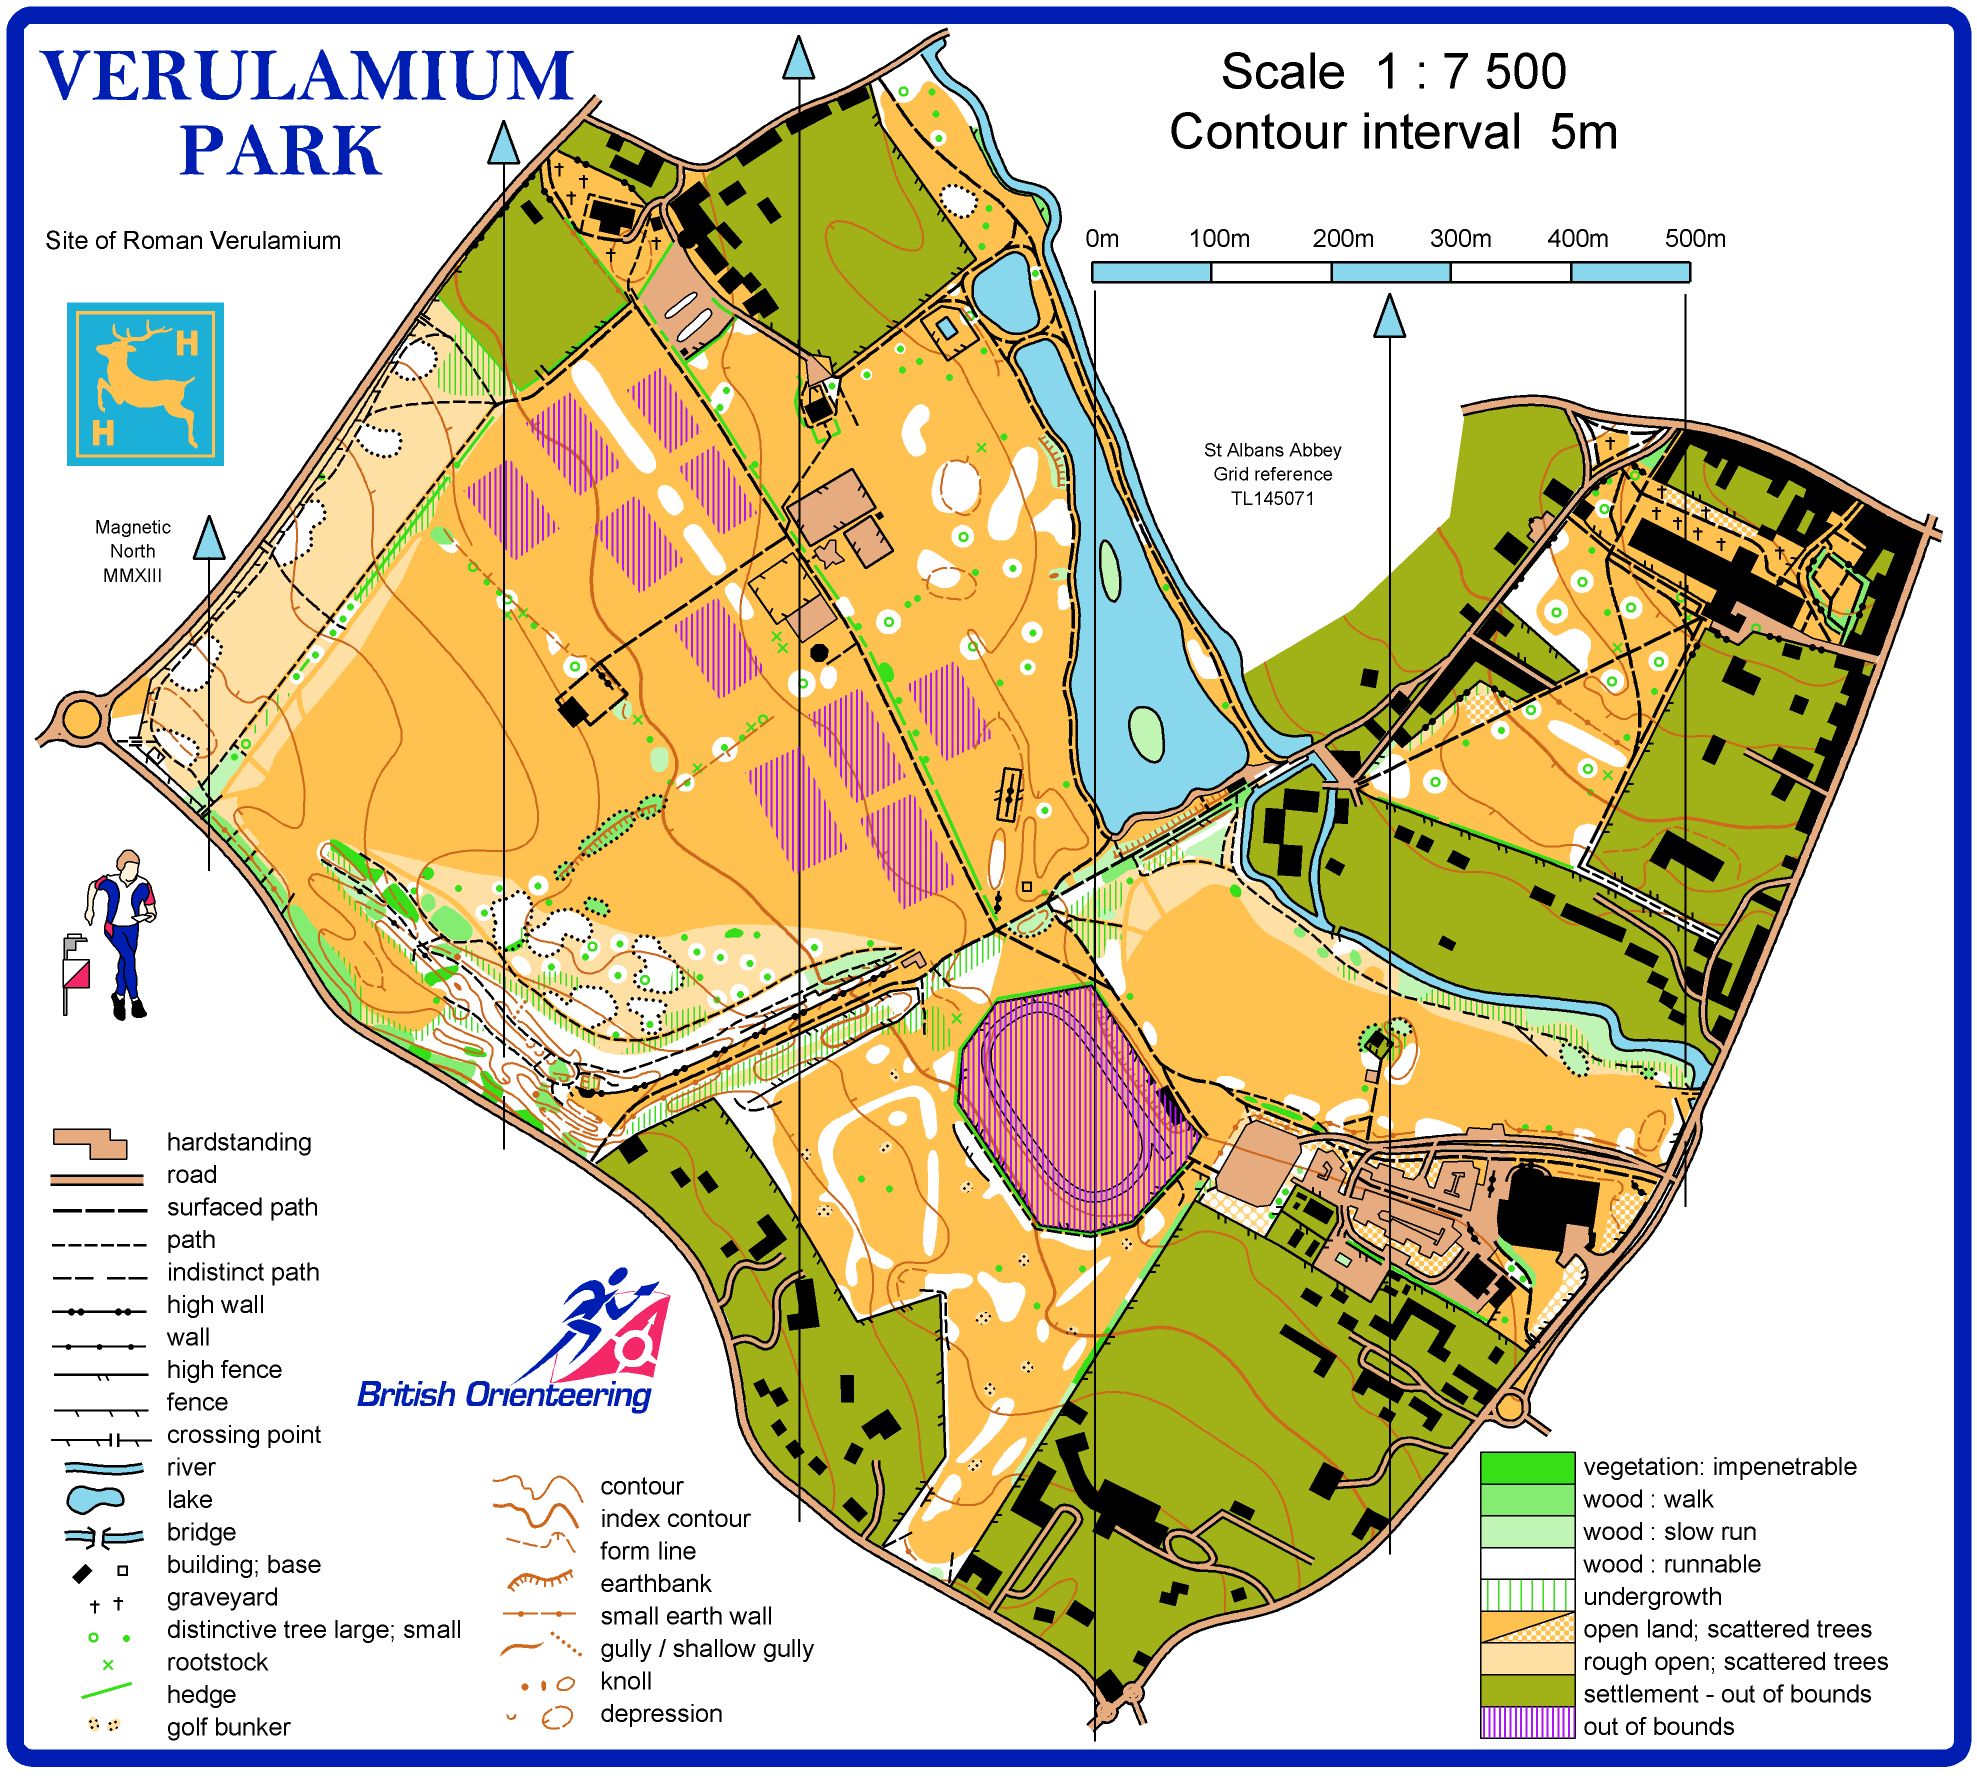 VERULAMIUM
PARK
Site of Roman Verulamium
H
H
Magnetic
North
MMXIII
Scale 1 : 7 500
Contour interval 5m
0m 100m 200m 300m 400m 500m
St Albans Abbey
Grid reference
TL145071
hardstanding
road
surfaced path
path
indistinct path
high wall
wall
high fence
fence
crossing point
river
lake
bridge
building; base
graveyard
distinctive tree large; small
rootstock
hedge
golf bunker
British Orienteering
contour
index contour
form line
earthbank
small earth wall
gully / shallow gully
knoll
depression
vegetation: impenetrable
wood : walk
wood : slow run
wood : runnable
undergrowth
open land; scattered trees
rough open; scattered trees
settlement - out of bounds
out of bounds